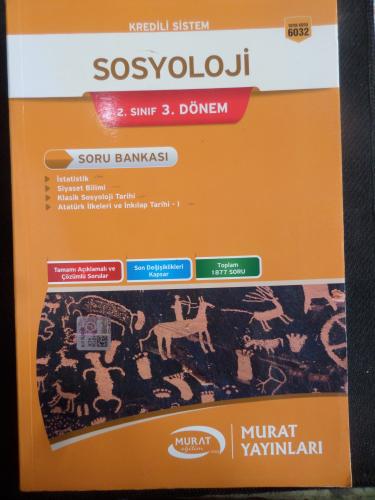 KREDİLİ SİSTEM
6032
SOSYOLOJİ
2. SINIF 3. DÖNEM
SORU BANKASI
İstatistik
Siyaset Bilimi
Klasik Sosyoloji Tarihi
Atatürk İlkeleri ve İnkılap Tarihi - I
Tamamı Açıklamalı ve
Çözümlü Sorular
Son Değişiklikleri
Kapsar
Toplam
1877 SORU
MURAT
eğitim
MURAT
YAYINLARI